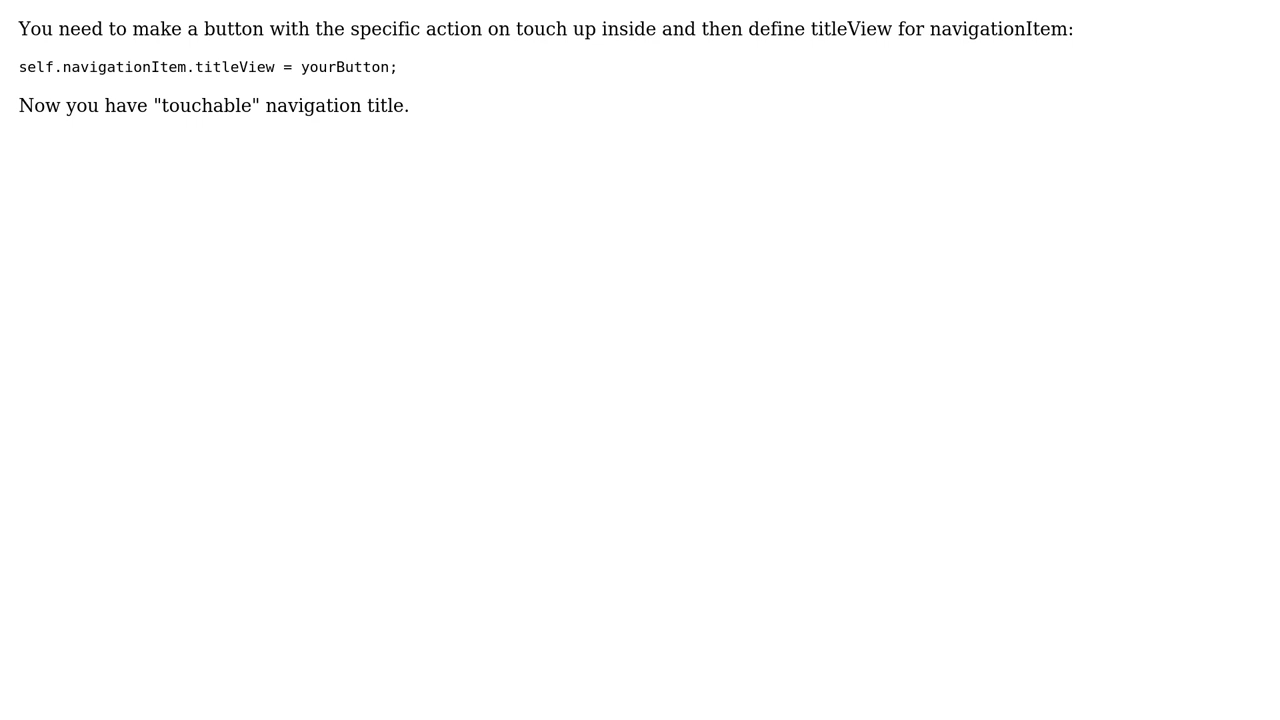 You need to make a button with the specific action on touch up inside and then define titleView for navigationItem:
self.navigationItem.titleView = yourButton;
Now you have "touchable" navigation title.